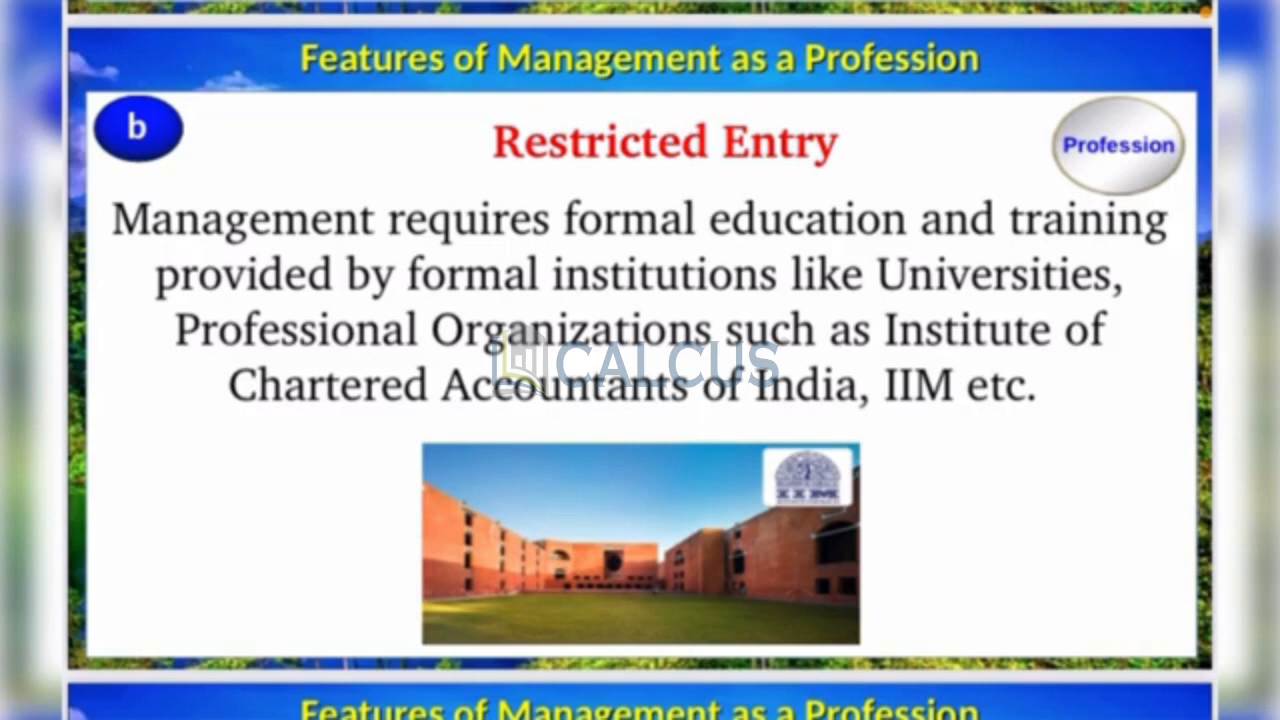 Features of Management as a Profession
b
Restricted Entry
Profession
Management requires formal education and training
provided by formal institutions like Universities,
Professional Organizations such as Institute of
Chartered Accountants of India, IIM etc.
CALCUS
Features of Management as a Profession